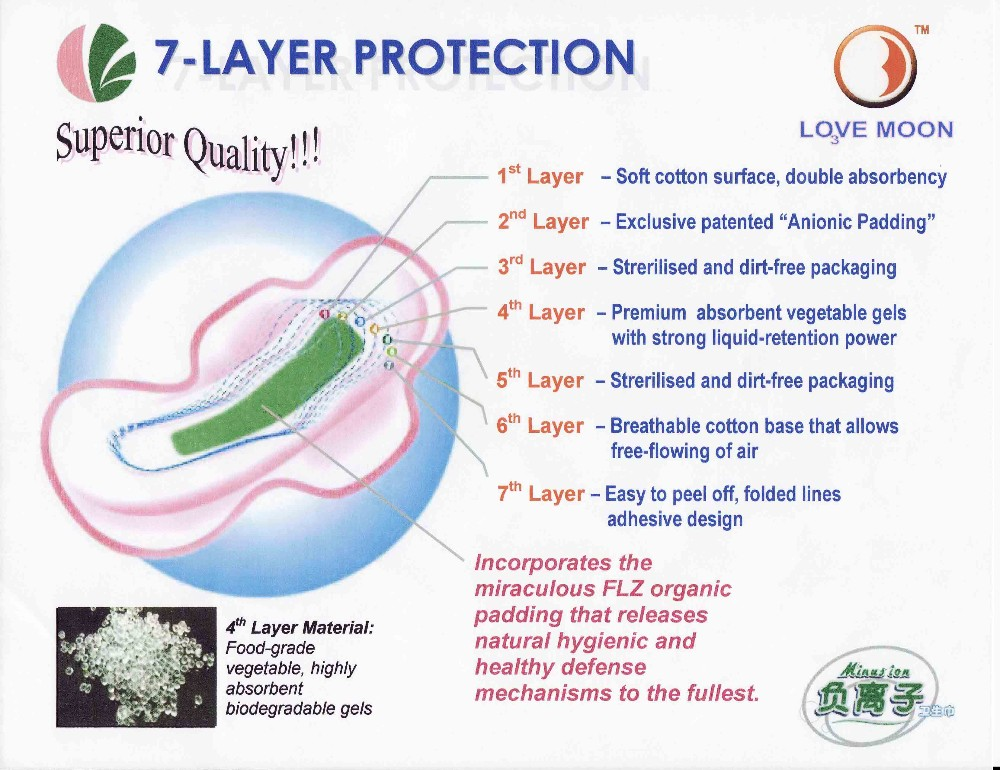 7-LAYER PROTECTION
TM
LOVE MOON
3
Superior Quality!!!
1st Layer – Soft cotton surface, double absorbency
2nd Layer – Exclusive patented “Anionic Padding”
3rd Layer – Strerilised and dirt-free packaging
4th Layer – Premium absorbent vegetable gels
with strong liquid-retention power
5th Layer – Strerilised and dirt-free packaging
6th Layer – Breathable cotton base that allows
free-flowing of air
7th Layer – Easy to peel off, folded lines
adhesive design
Incorporates the
miraculous FLZ organic
padding that releases
natural hygienic and
healthy defense
mechanisms to the fullest.
4th Layer Material:
Food-grade
vegetable, highly
absorbent
biodegradable gels
Minus ion
负离子卫生巾